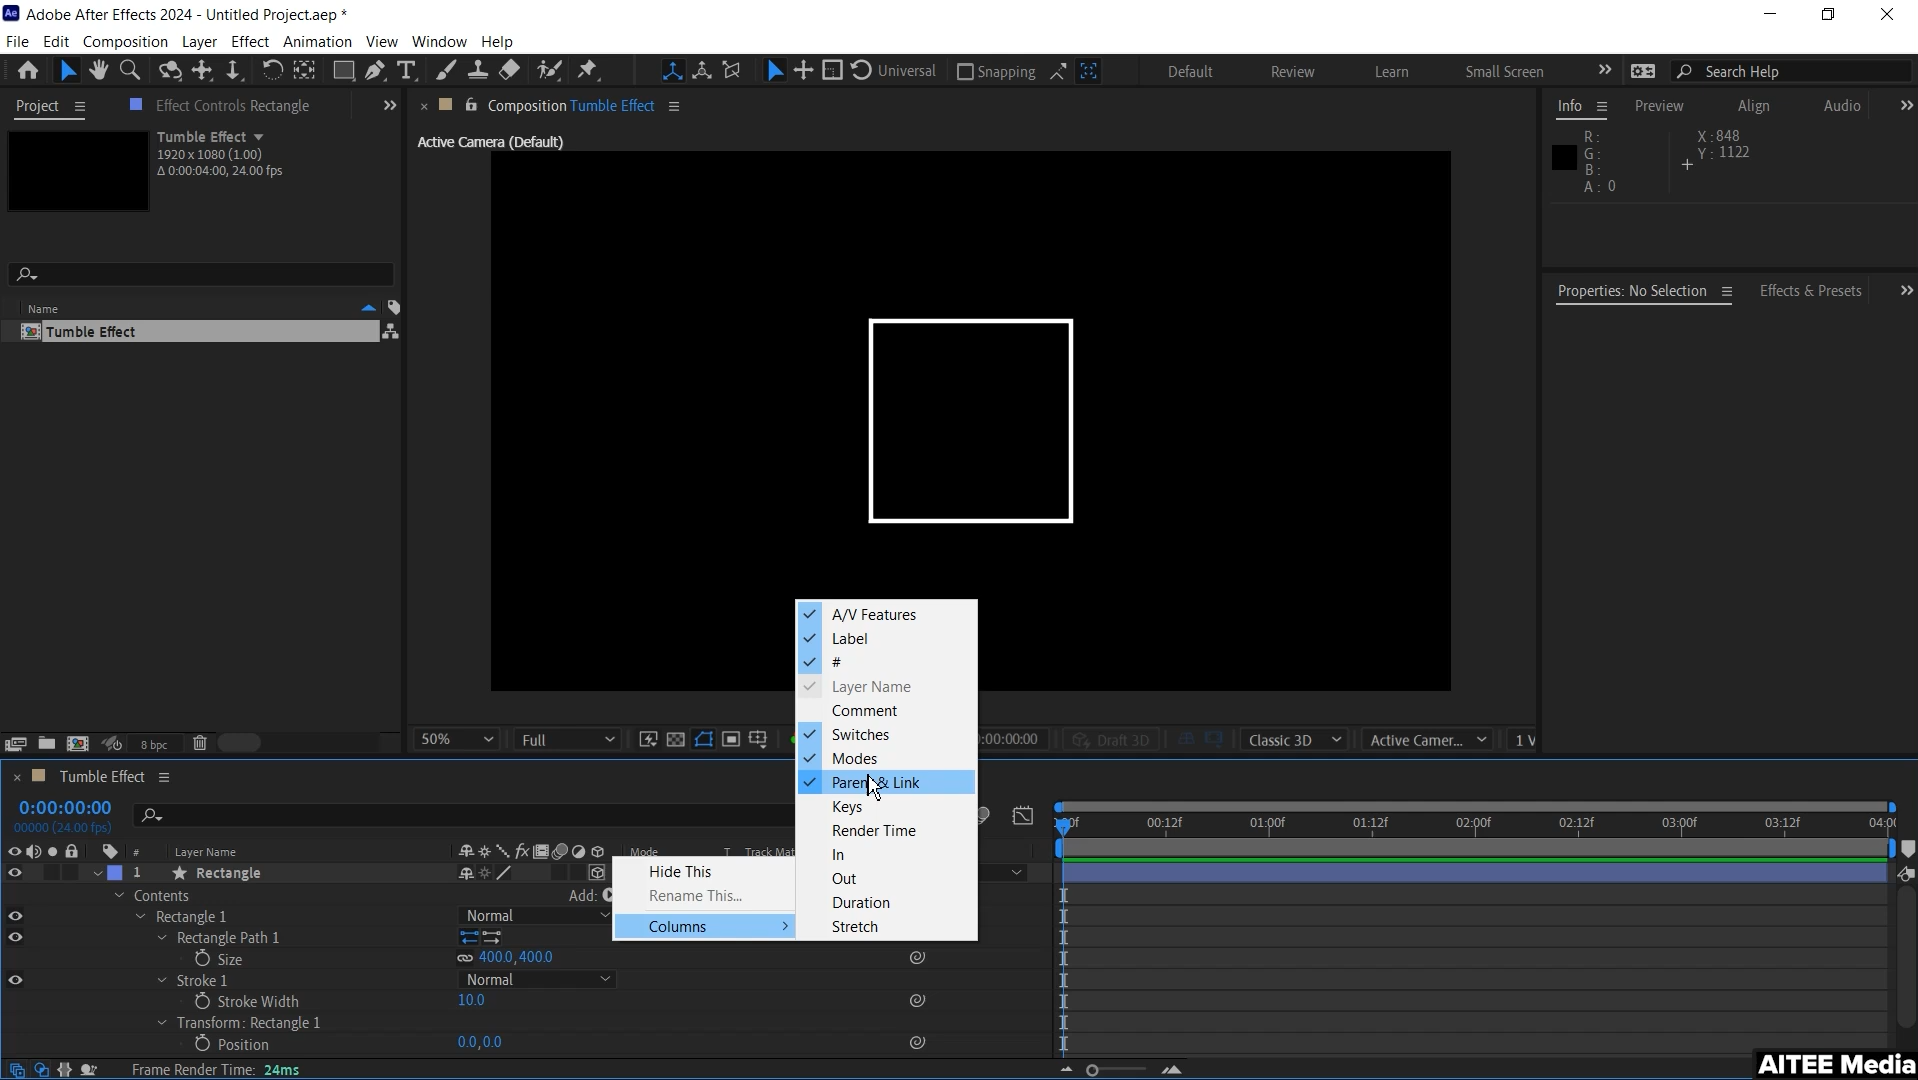 Ae Adobe After Effects 2024 - Untitled Project.aep *
File Edit Composition Layer Effect Animation View Window Help
Universal Snapping Default Review Learn Small Screen Search Help
Project Effect Controls Rectangle Composition Tumble Effect Info Preview Align Audio
Tumble Effect
1920 x 1080 (1.00)
Δ 0:00:04:00, 24.00 fps
Active Camera (Default)
R:
G:
B:
A: 0
X: 848
Y: 1122
Properties: No Selection Effects & Presets
Name
Tumble Effect
8 bpc
50% Full 0:00:00:00 Draft 3D Classic 3D Active Camer... 1 V
A/V Features
Label
#
Layer Name
Comment
Switches
Modes
Parent & Link
Keys
Render Time
In
Out
Duration
Stretch
Hide This
Rename This...
Columns
Tumble Effect
0:00:00:00
00000 (24.00 fps)
00:12f 01:00f 01:12f 02:00f 02:12f 03:00f 03:12f 04:0
# Layer Name Mode T Track Mat
1 Rectangle
Contents Add:
Rectangle 1 Normal
Rectangle Path 1
Size 400.0, 400.0
Stroke 1 Normal
Stroke Width 10.0
Transform: Rectangle 1
Position 0.0, 0.0
Frame Render Time: 24ms
AITEE Media